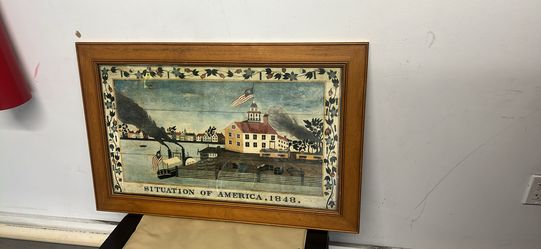 SITUATION OF AMERICA, 1848.